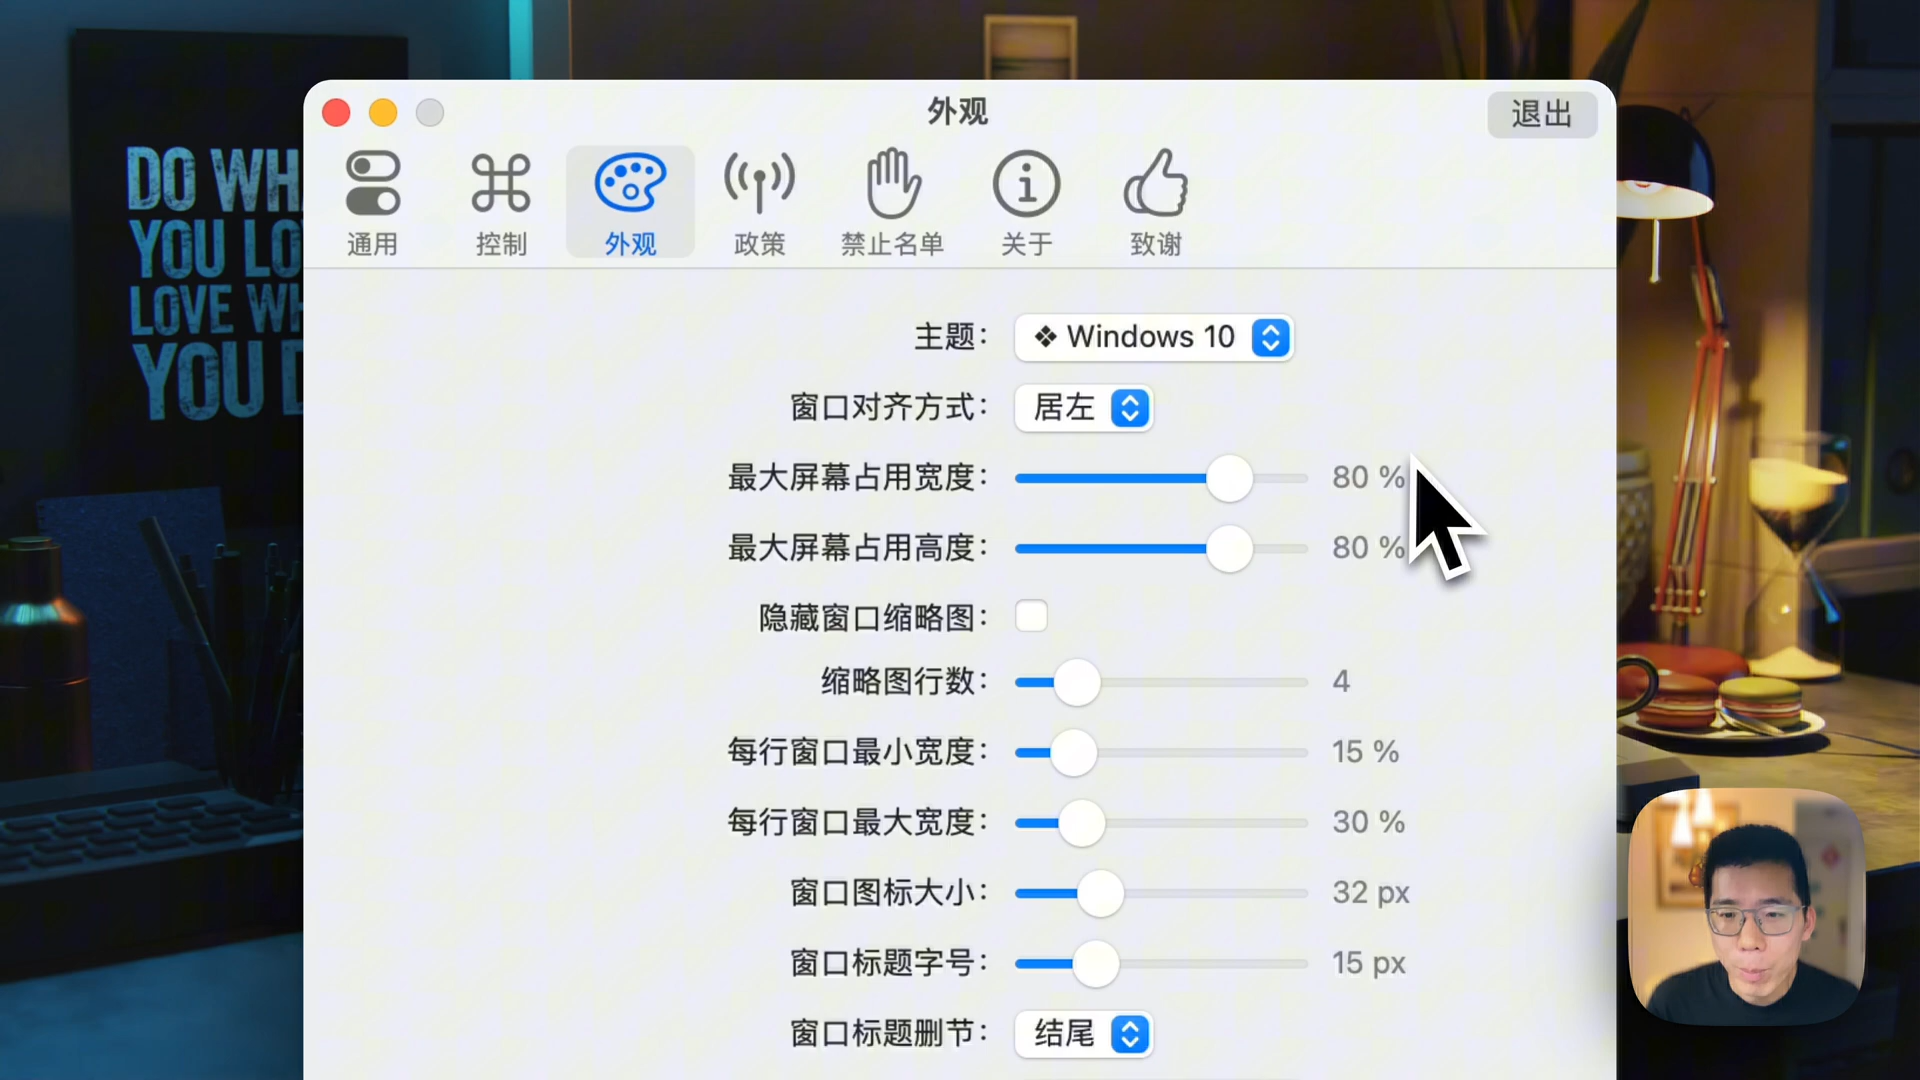 DO WH
YOU LO
LOVE WH
YOU D
外观
退出
通用
控制
外观
政策
禁止名单
关于
致谢
主题：
❖ Windows 10
窗口对齐方式：
居左
最大屏幕占用宽度：
80 %
最大屏幕占用高度：
80 %
隐藏窗口缩略图：
缩略图行数：
4
每行窗口最小宽度：
15 %
每行窗口最大宽度：
30 %
窗口图标大小：
32 px
窗口标题字号：
15 px
窗口标题删节：
结尾